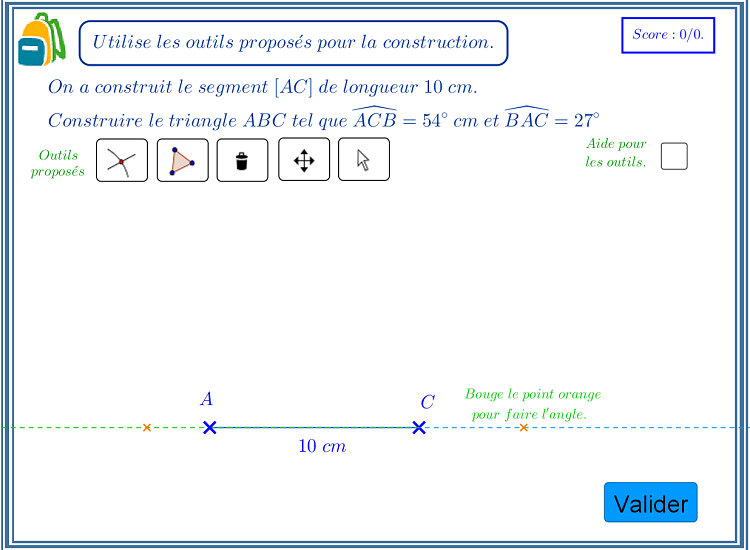 Utilise les outils proposés pour la construction.
Score : 0/0.
On a construit le segment [AC] de longueur 10 cm.
Construire le triangle ABC tel que \widehat{ACB} = 54° cm et \widehat{BAC} = 27°
Outils
proposés
Aide pour
les outils.
A
C
Bouge le point orange
pour faire l'angle.
10 cm
Valider